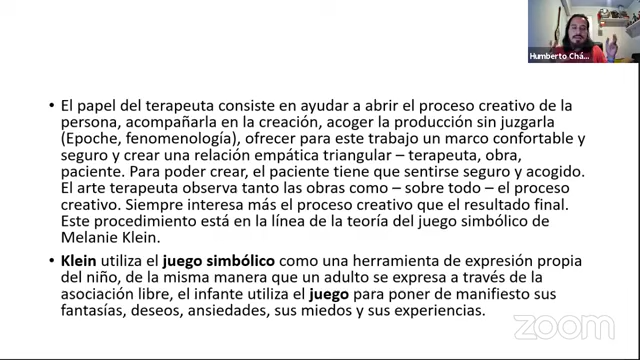 Humberto Chá...
• El papel del terapeuta consiste en ayudar a abrir el proceso creativo de la
persona, acompañarla en la creación, acoger la producción sin juzgarla
(Epoche, fenomenología), ofrecer para este trabajo un marco confortable y
seguro y crear una relación empática triangular – terapeuta, obra,
paciente. Para poder crear, el paciente tiene que sentirse seguro y acogido.
El arte terapeuta observa tanto las obras como – sobre todo – el proceso
creativo. Siempre interesa más el proceso creativo que el resultado final.
Este procedimiento está en la línea de la teoría del juego simbólico de
Melanie Klein.
• Klein utiliza el juego simbólico como una herramienta de expresión propia
del niño, de la misma manera que un adulto se expresa a través de la
asociación libre, el infante utiliza el juego para poner de manifiesto sus
fantasías, deseos, ansiedades, sus miedos y sus experiencias.
zoom